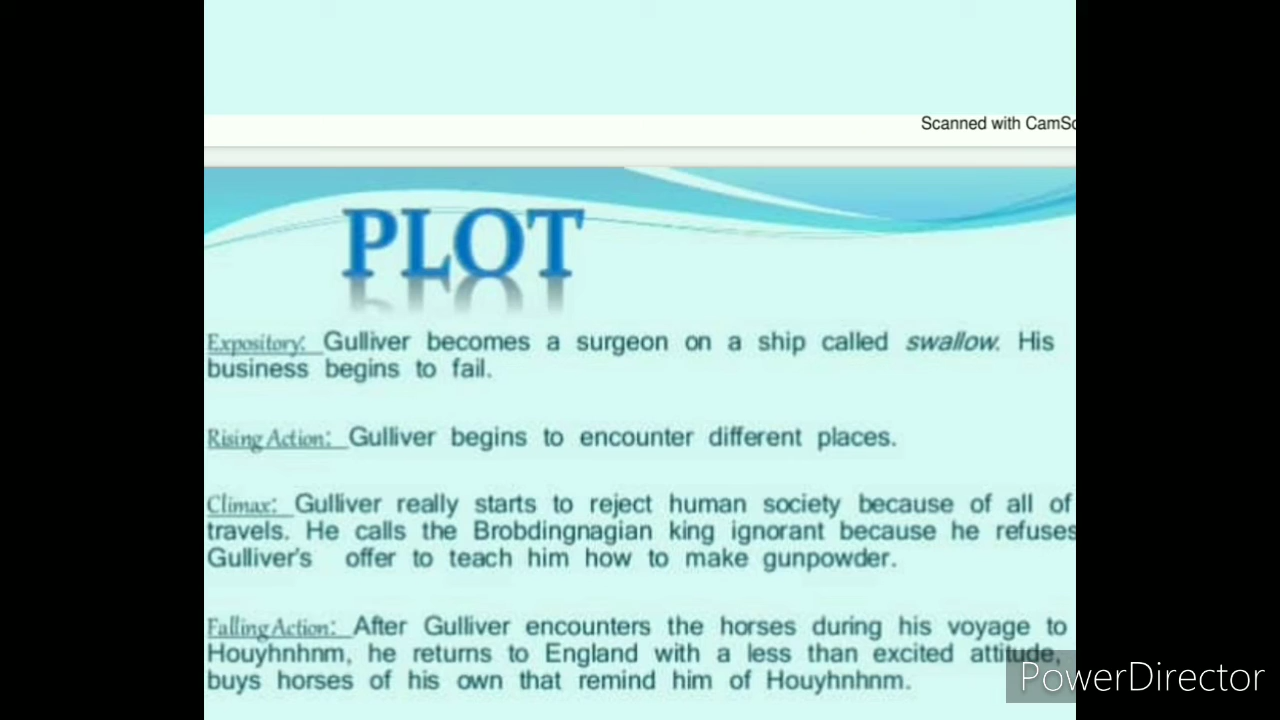 Scanned with CamSc
PLOT
Expository: Gulliver becomes a surgeon on a ship called swallow. His
business begins to fail.
Rising Action: Gulliver begins to encounter different places.
Climax: Gulliver really starts to reject human society because of all of
travels. He calls the Brobdingnagian king ignorant because he refuses
Gulliver's offer to teach him how to make gunpowder.
Falling Action: After Gulliver encounters the horses during his voyage to
Houyhnhnm, he returns to England with a less than excited attitude,
buys horses of his own that remind him of Houyhnhnm.
PowerDirector